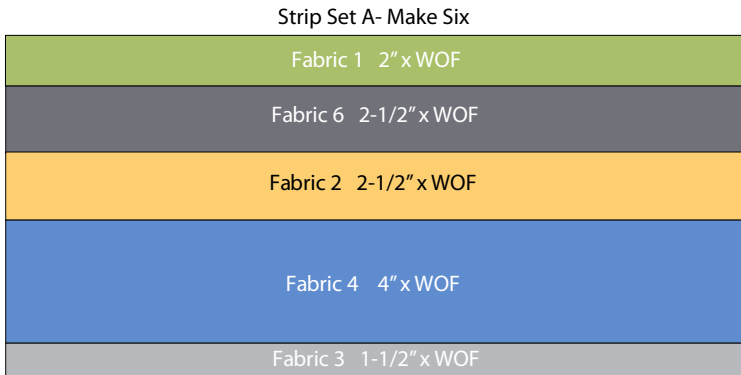 Strip Set A- Make Six
Fabric 1 2” x WOF
Fabric 6 2-1/2” x WOF
Fabric 2 2-1/2” x WOF
Fabric 4 4” x WOF
Fabric 3 1-1/2” x WOF